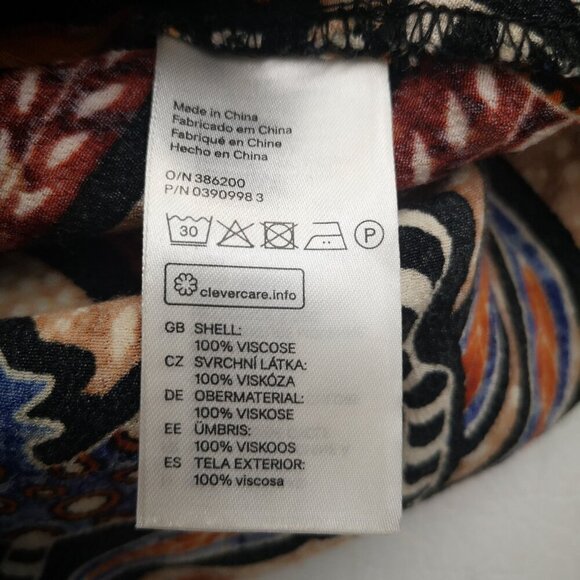 Made in China
Fabricado em China
Fabriqué en Chine
Hecho en China
O/N 386200
P/N 0390998 3
30
P
clevercare.info
GB SHELL:
100% VISCOSE
CZ SVRCHNÍ LÁTKA:
100% VISKÓZA
DE OBERMATERIAL:
100% VISKOSE
EE ÜMBRIS:
100% VISKOOS
ES TELA EXTERIOR:
100% viscosa